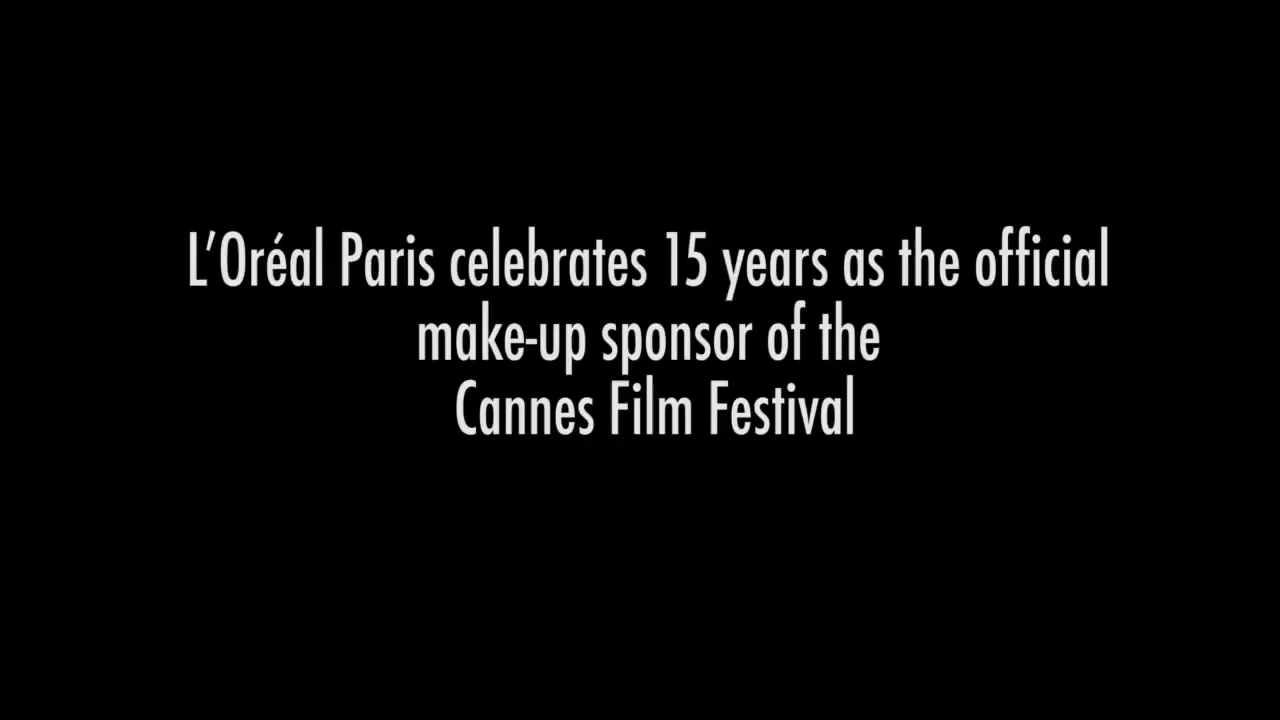 L’Oréal Paris celebrates 15 years as the official
make-up sponsor of the
Cannes Film Festival